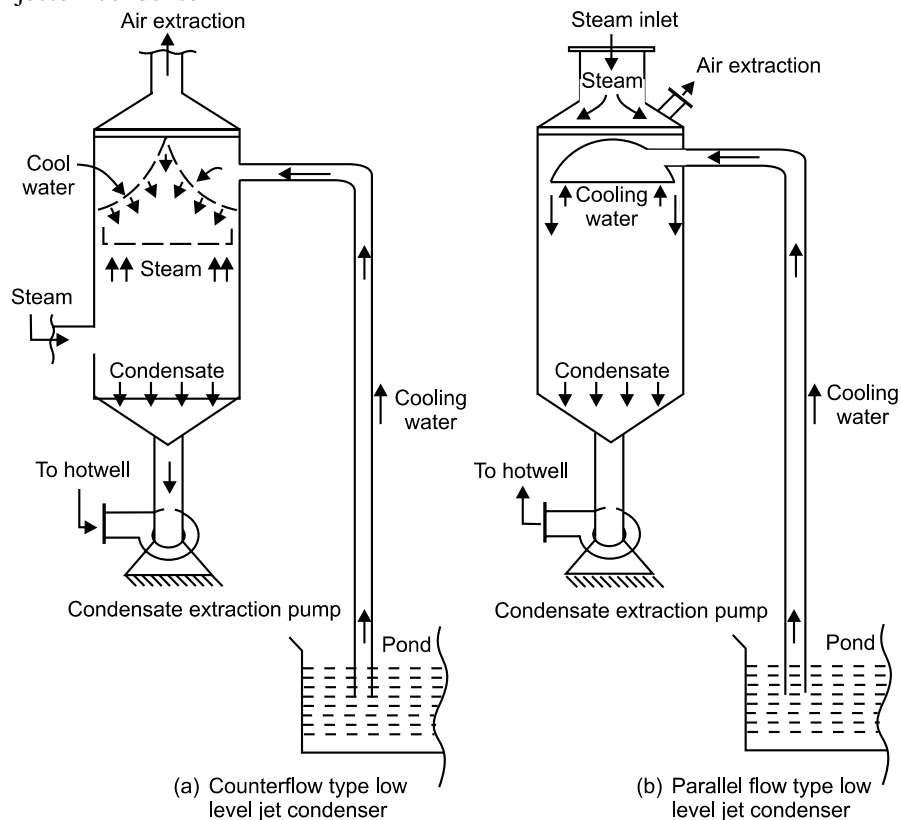 Air extraction
Cool
water
Steam
Steam
Condensate
Cooling
water
To hotwell
Condensate extraction pump
Pond
(a) Counterflow type low
level jet condenser
Steam inlet
Steam
Air extraction
Cooling
water
Condensate
Cooling
water
To hotwell
Condensate extraction pump
Pond
(b) Parallel flow type low
level jet condenser